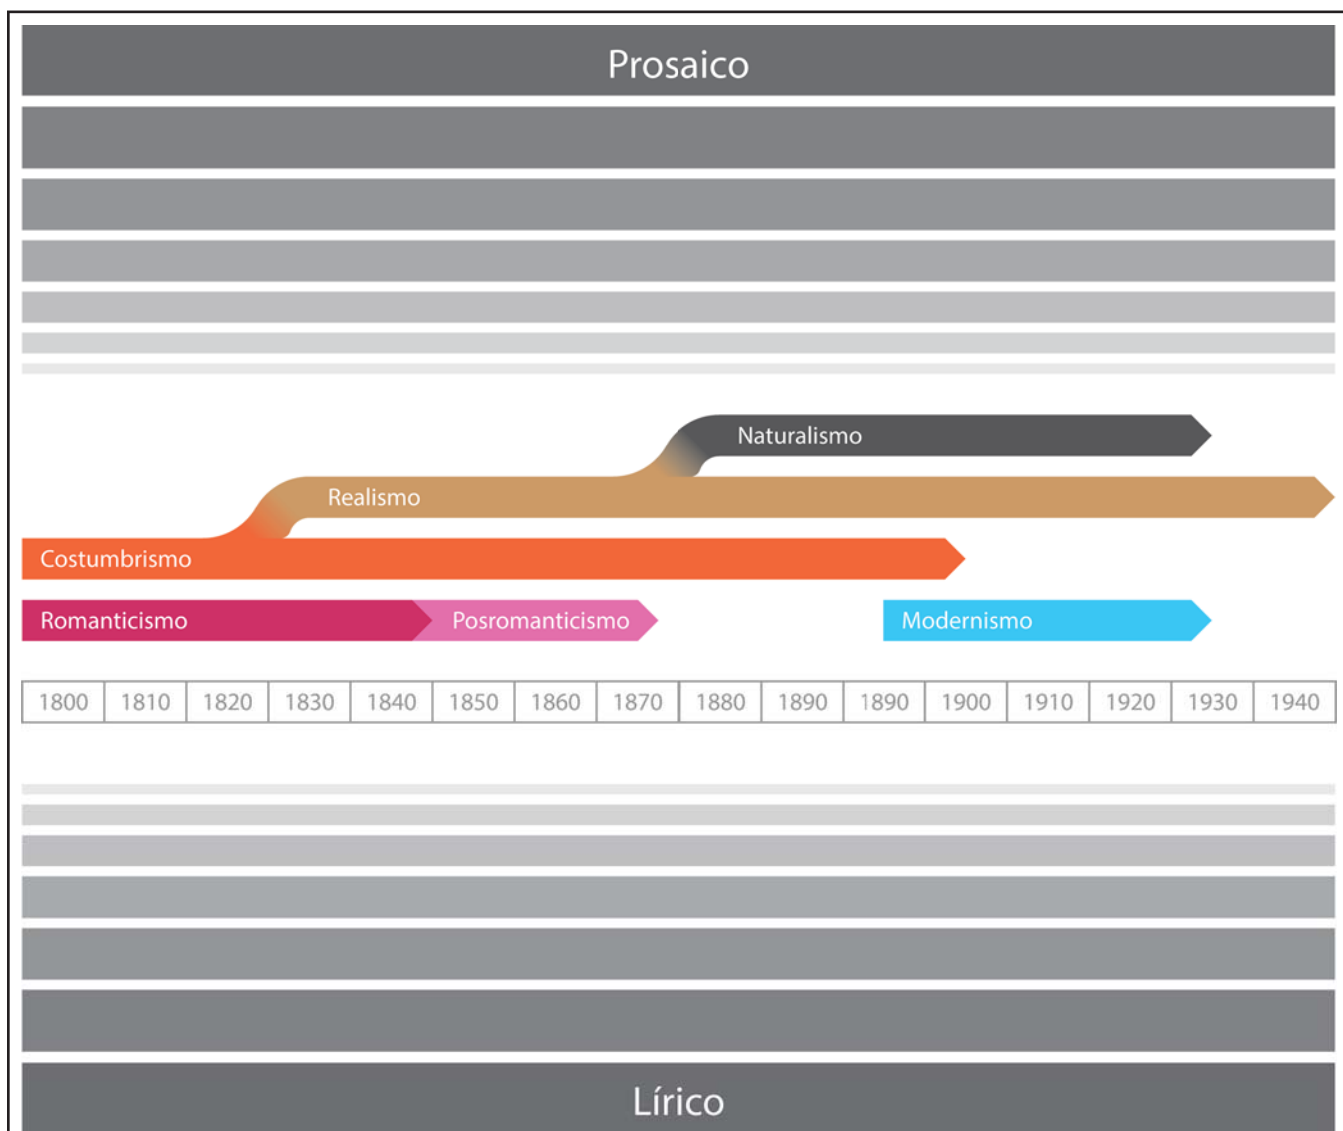 Prosaico
Naturalismo
Realismo
Costumbrismo
Romanticismo Posromanticismo Modernismo
1800 1810 1820 1830 1840 1850 1860 1870 1880 1890 1890 1900 1910 1920 1930 1940
Lírico